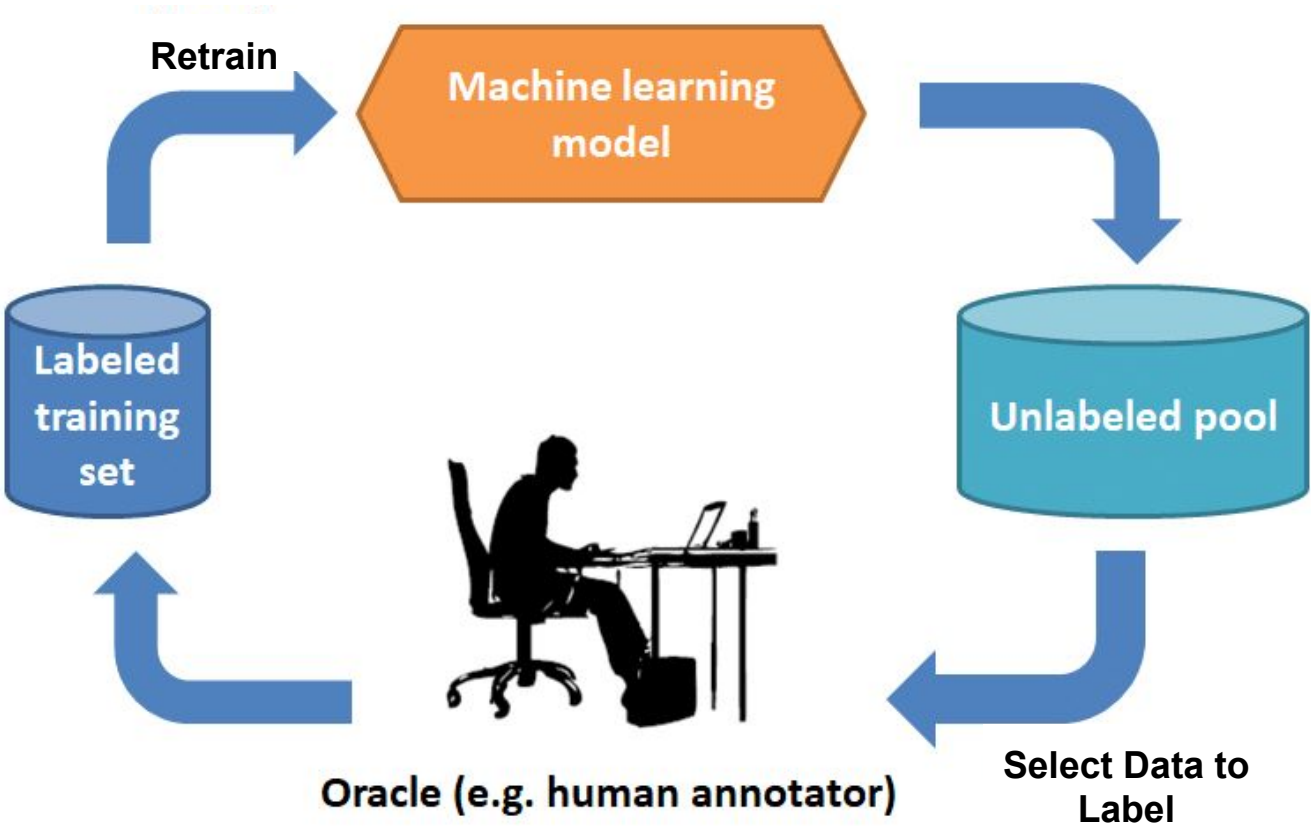 Retrain
Machine learning
model
Labeled
training
set
Unlabeled pool
Oracle (e.g. human annotator)
Select Data to
Label